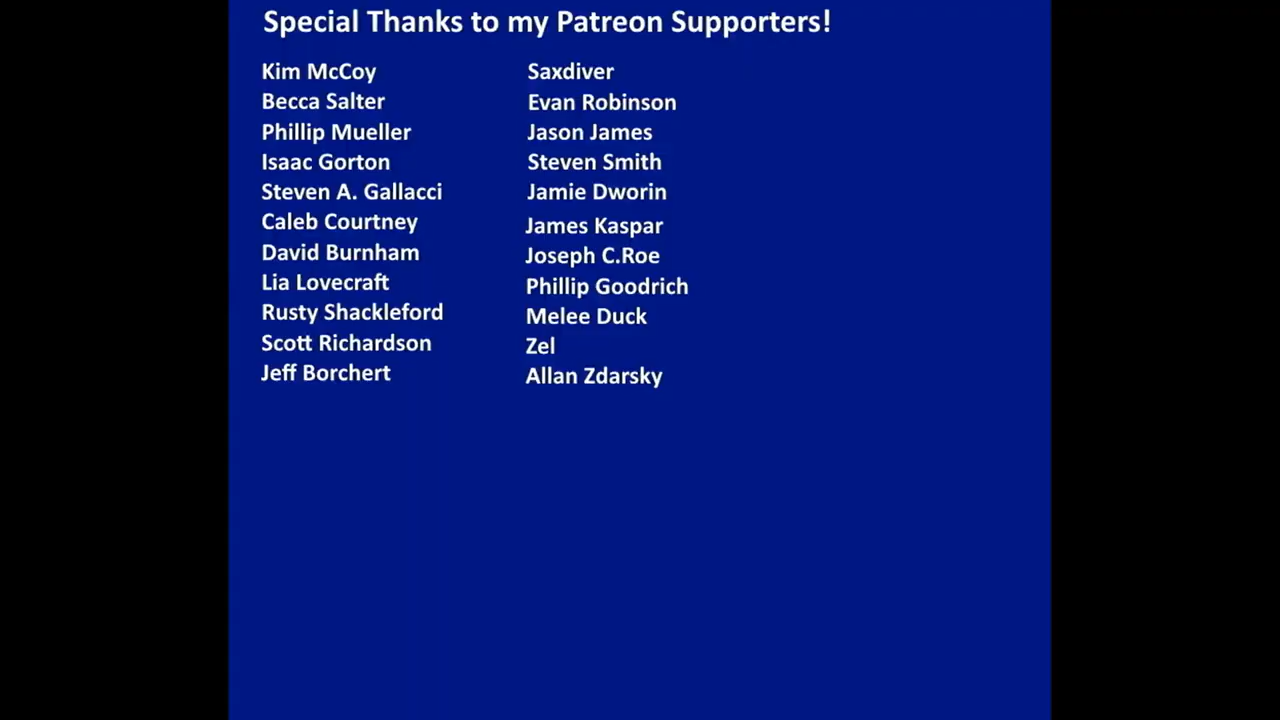 Special Thanks to my Patreon Supporters!
Kim McCoy
Becca Salter
Phillip Mueller
Isaac Gorton
Steven A. Gallacci
Caleb Courtney
David Burnham
Lia Lovecraft
Rusty Shackleford
Scott Richardson
Jeff Borchert
Saxdiver
Evan Robinson
Jason James
Steven Smith
Jamie Dworin
James Kaspar
Joseph C.Roe
Phillip Goodrich
Melee Duck
Zel
Allan Zdarsky